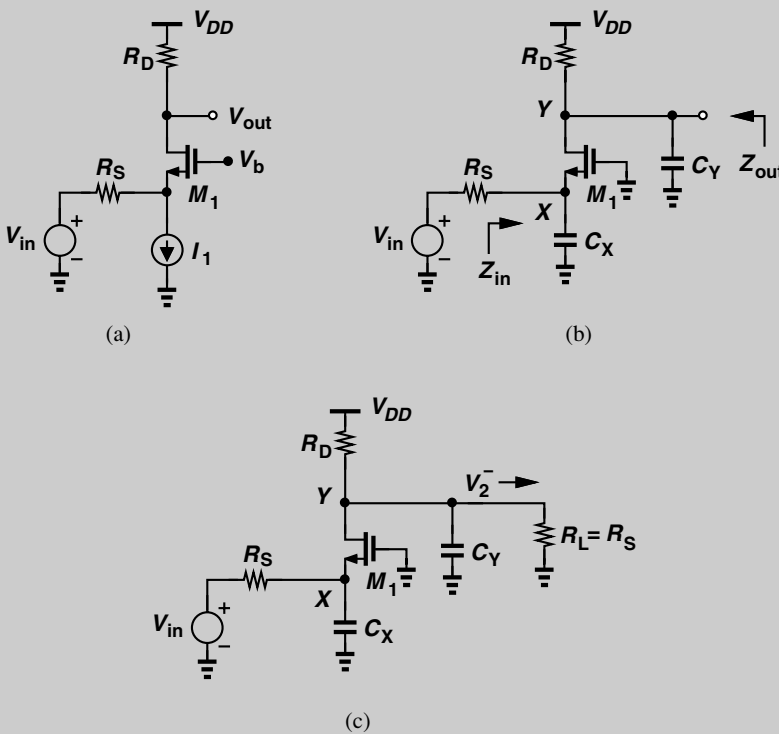 V_DD
R_D
V_out
V_b
R_S
M_1
V_in
+
−
I_1
(a)
V_DD
R_D
Y
R_S
M_1
C_Y
Z_out
X
V_in
+
−
Z_in
C_X
(b)
V_DD
R_D
Y
V_2^−
R_L = R_S
R_S
M_1
C_Y
X
V_in
+
−
C_X
(c)